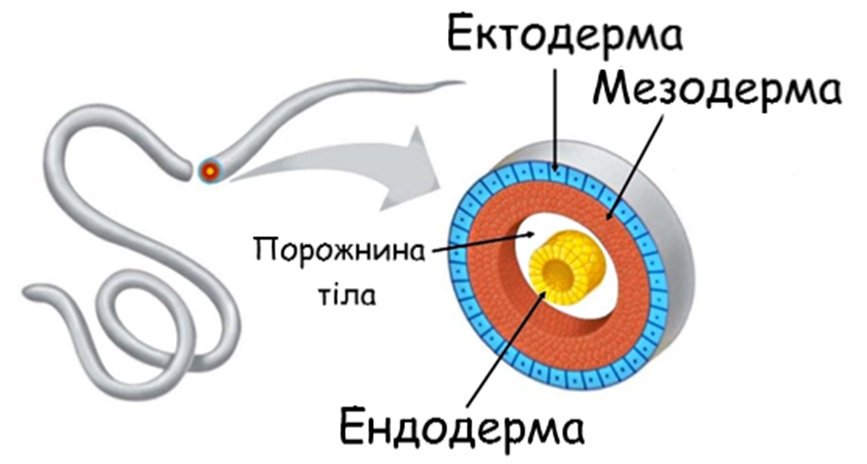 Ектодерма
Мезодерма
Порожнина
тіла
Ендодерма